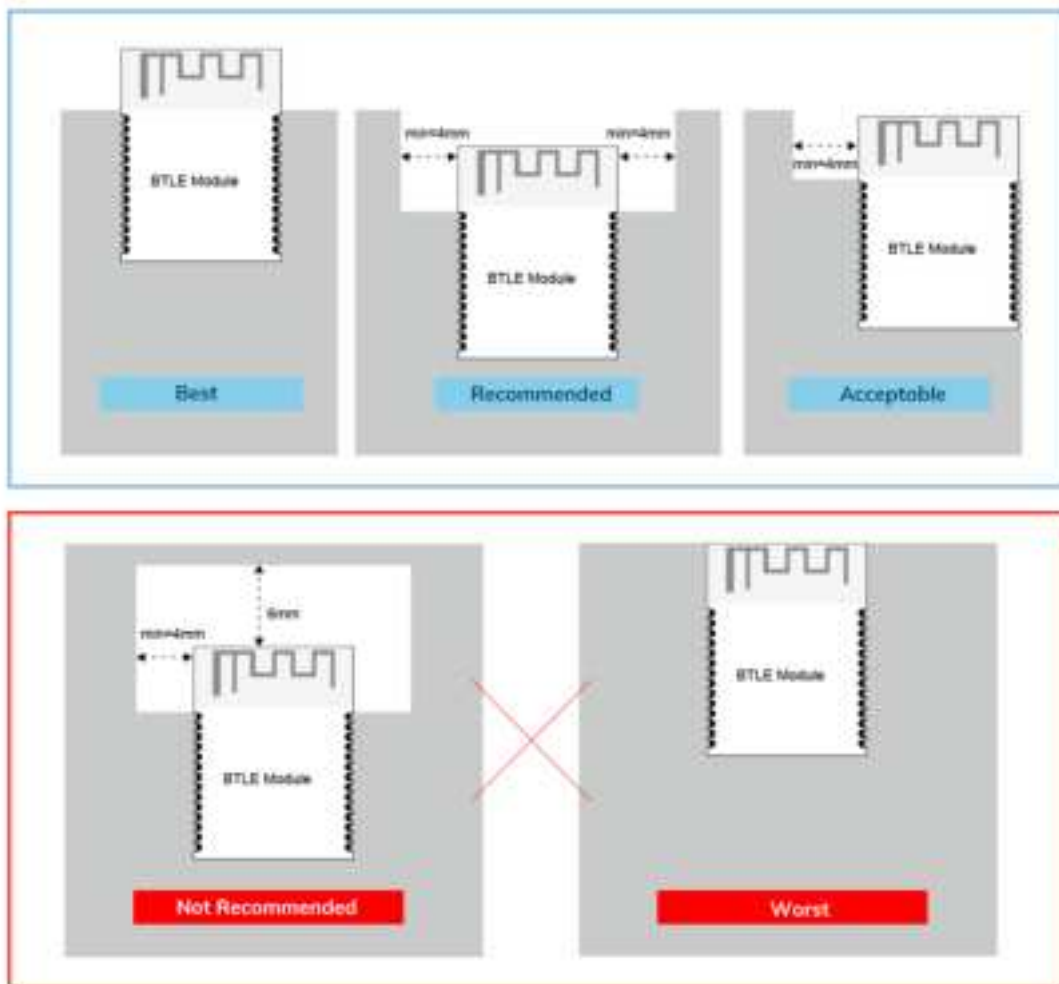 BTLE Module
Best
min=4mm
min=4mm
BTLE Module
Recommended
min=4mm
BTLE Module
Acceptable
6mm
min=4mm
BTLE Module
Not Recommended
BTLE Module
Worst